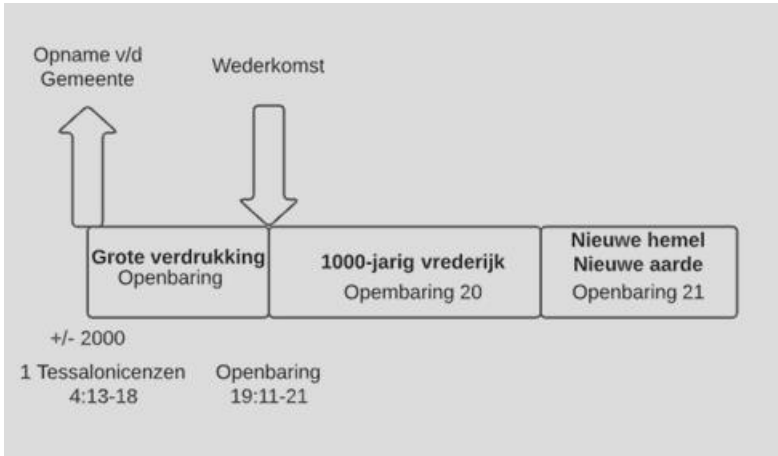 Opname v/d
Gemeente
Wederkomst
Grote verdrukking
Openbaring
1000-jarig vrederijk
Opembaring 20
Nieuwe hemel
Nieuwe aarde
Openbaring 21
+/- 2000
1 Tessalonicenzen
4:13-18
Openbaring
19:11-21